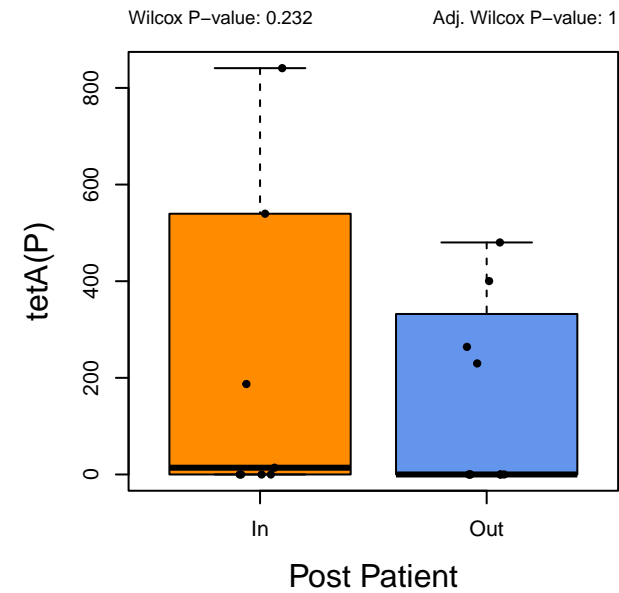 Wilcox P−value: 0.232 Adj. Wilcox P−value: 1
tetA(P)
800
600
400
200
0
In Out
Post Patient